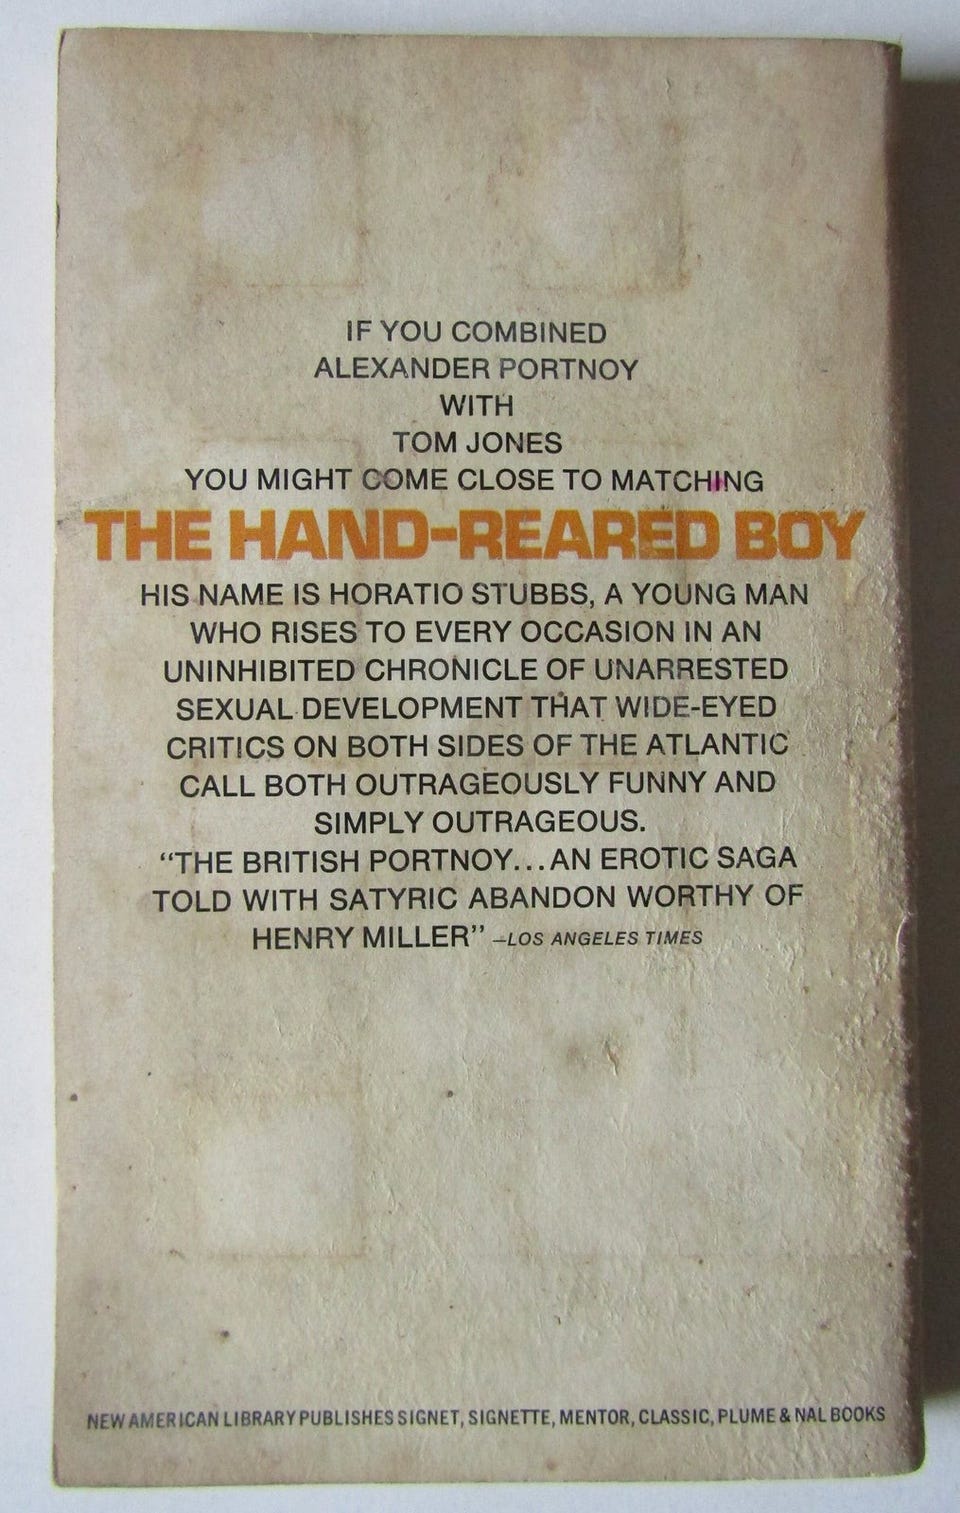 IF YOU COMBINED
ALEXANDER PORTNOY
WITH
TOM JONES
YOU MIGHT COME CLOSE TO MATCHING
THE HAND-REARED BOY
HIS NAME IS HORATIO STUBBS, A YOUNG MAN
WHO RISES TO EVERY OCCASION IN AN
UNINHIBITED CHRONICLE OF UNARRESTED
SEXUAL DEVELOPMENT THAT WIDE-EYED
CRITICS ON BOTH SIDES OF THE ATLANTIC
CALL BOTH OUTRAGEOUSLY FUNNY AND
SIMPLY OUTRAGEOUS.
“THE BRITISH PORTNOY...AN EROTIC SAGA
TOLD WITH SATYRIC ABANDON WORTHY OF
HENRY MILLER” –LOS ANGELES TIMES
NEW AMERICAN LIBRARY PUBLISHES SIGNET, SIGNETTE, MENTOR, CLASSIC, PLUME & NAL BOOKS